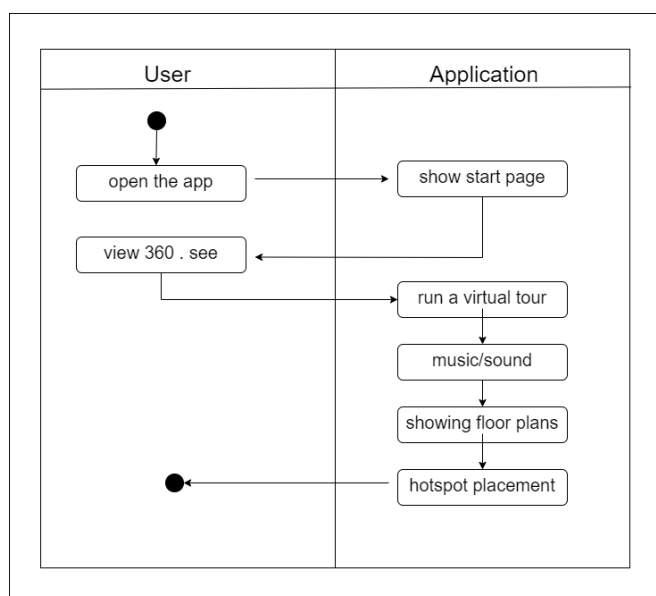 User
Application
open the app
show start page
view 360 . see
run a virtual tour
music/sound
showing floor plans
hotspot placement